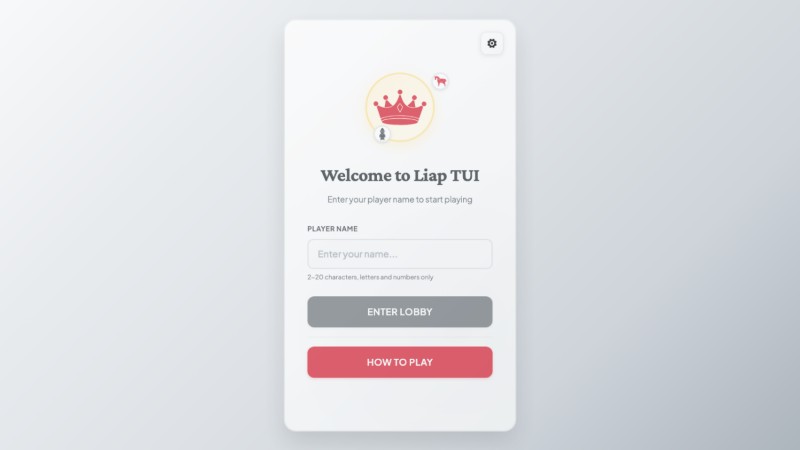 Welcome to Liap TUI
Enter your player name to start playing
PLAYER NAME
Enter your name...
2-20 characters, letters and numbers only
ENTER LOBBY
HOW TO PLAY